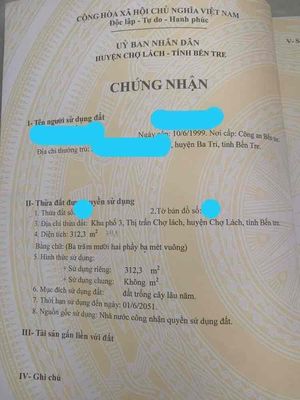 CỘNG HÒA XÃ HỘI CHỦ NGHĨA VIỆT NAM
Độc lập - Tự do - Hạnh phúc
UỶ BAN NHÂN DÂN
HUYỆN CHỢ LÁCH - TỈNH BẾN TRE
CHỨNG NHẬN
I- Tên người sử dụng đất
Ngày cấp: 10/6/1999. Nơi cấp: Công an Bến tre.
Địa chỉ thường trú: , huyện Ba Tri, tỉnh Bến Tre.
II- Thửa đất được quyền sử dụng
1. Thửa đất số: 2.Tờ bản đồ số:
3. Địa chỉ thửa đất: Khu phố 3, Thị trấn Chợ lách, huyện Chợ Lách, tỉnh Bến tre.
4. Diện tích: 312,3 m²
Bằng chữ: (Ba trăm mười hai phẩy ba mét vuông)
5. Hình thức sử dụng:
+ Sử dụng riêng: 312,3 m²
+ Sử dụng chung: Không m²
6. Mục đích sử dụng đất: đất trồng cây lâu năm.
7. Thời hạn sử dụng đến ngày: 01/6/2051
8. Nguồn gốc sử dụng: Nhà nước công nhận quyền sử dụng đất.
III- Tài sản gắn liền với đất
IV- Ghi chú